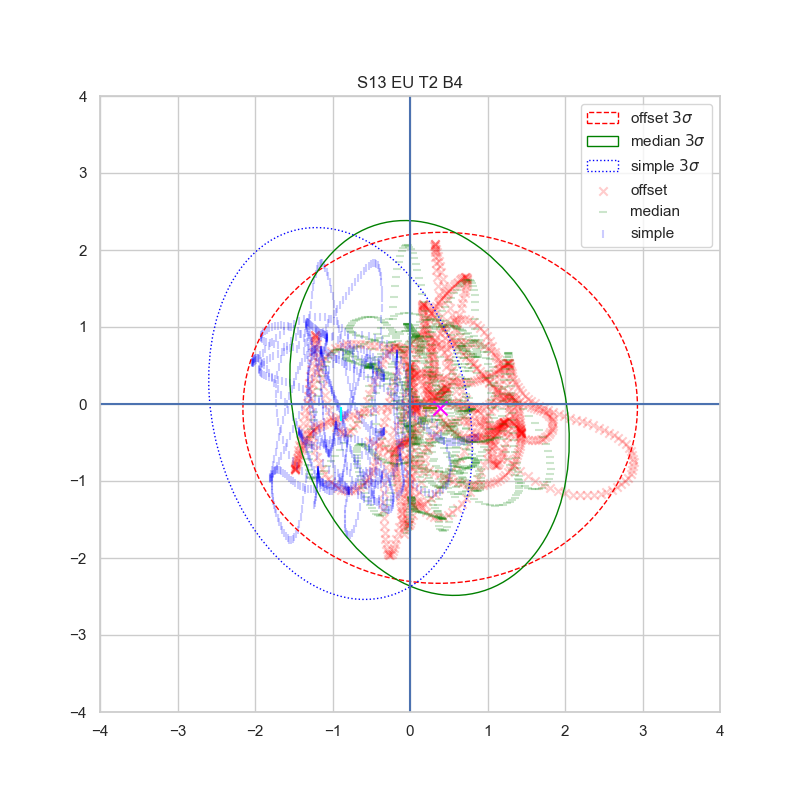 S13 EU T2 B4
4
3
2
1
0
−1
−2
−3
−4
−4
−3
−2
−1
0
1
2
3
4
offset 3σ
median 3σ
simple 3σ
offset
median
simple